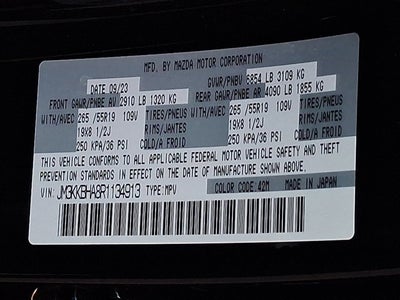 MFD. BY MAZDA MOTOR CORPORATION
DATE 09/23 GVWR/PNBV 6854 LB 3109 KG
FRONT GAWR/PNBE AV 2910 LB 1320 KG REAR GAWR/PNBE AR 4090 LB 1855 KG
WITH/AVEC 265 /55R19 109V TIRES/PNEUS WITH/AVEC 265 /55R19 109V TIRES/PNEUS
19X8 1/2J RIMS/JANTES 19X8 1/2J RIMS/JANTES
250 KPA/36 PSI COLD/A FROID 250 KPA/36 PSI COLD/A FROID
THIS VEHICLE CONFORMS TO ALL APPLICABLE FEDERAL MOTOR VEHICLE SAFETY AND THEFT
PREVENTION STANDARDS IN EFFECT ON THE DATE OF MANUFACTURE SHOWN ABOVE.
VIN: JM3KKBHA8R1134913 TYPE: MPV COLOR CODE: 42M MADE IN JAPAN